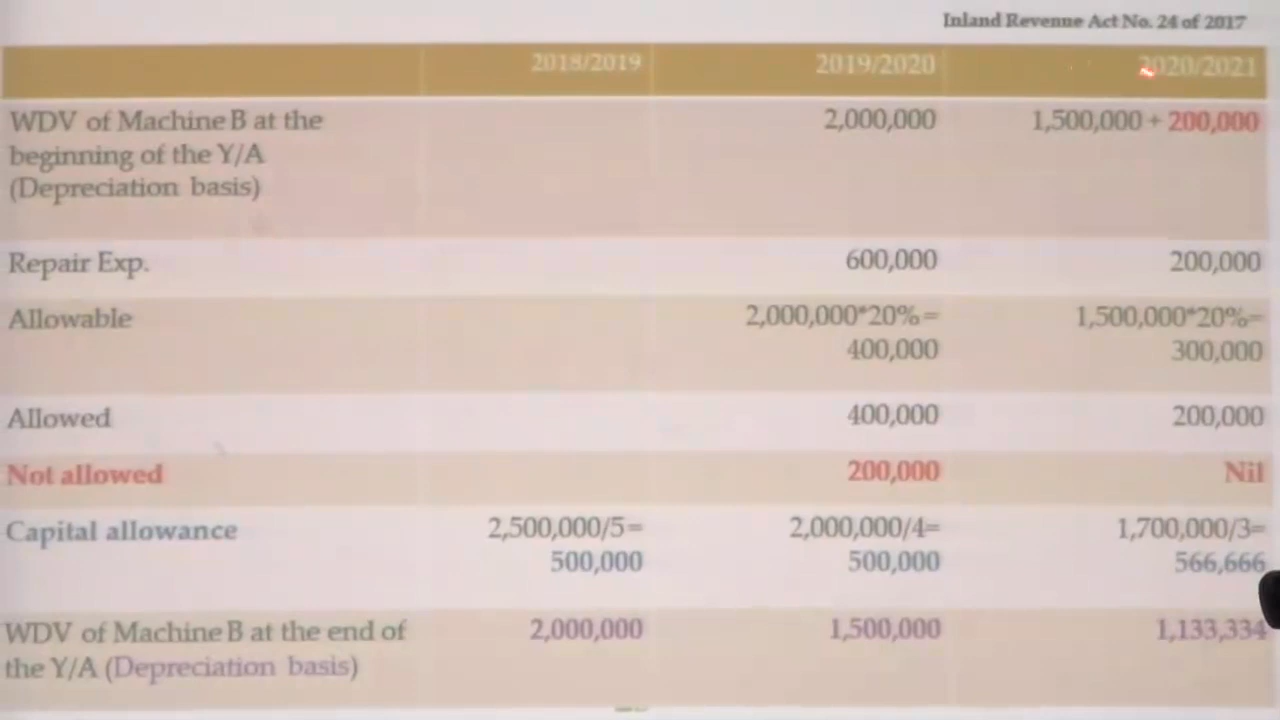 Inland Revenue Act No. 24 of 2017
2018/2019 2019/2020 2020/2021
WDV of Machine B at the 2,000,000 1,500,000 + 200,000
beginning of the Y/A
(Depreciation basis)
Repair Exp. 600,000 200,000
Allowable 2,000,000*20%= 1,500,000*20%=
400,000 300,000
Allowed 400,000 200,000
Not allowed 200,000 Nil
Capital allowance 2,500,000/5= 2,000,000/4= 1,700,000/3=
500,000 500,000 566,666
WDV of Machine B at the end of 2,000,000 1,500,000 1,133,334
the Y/A (Depreciation basis)